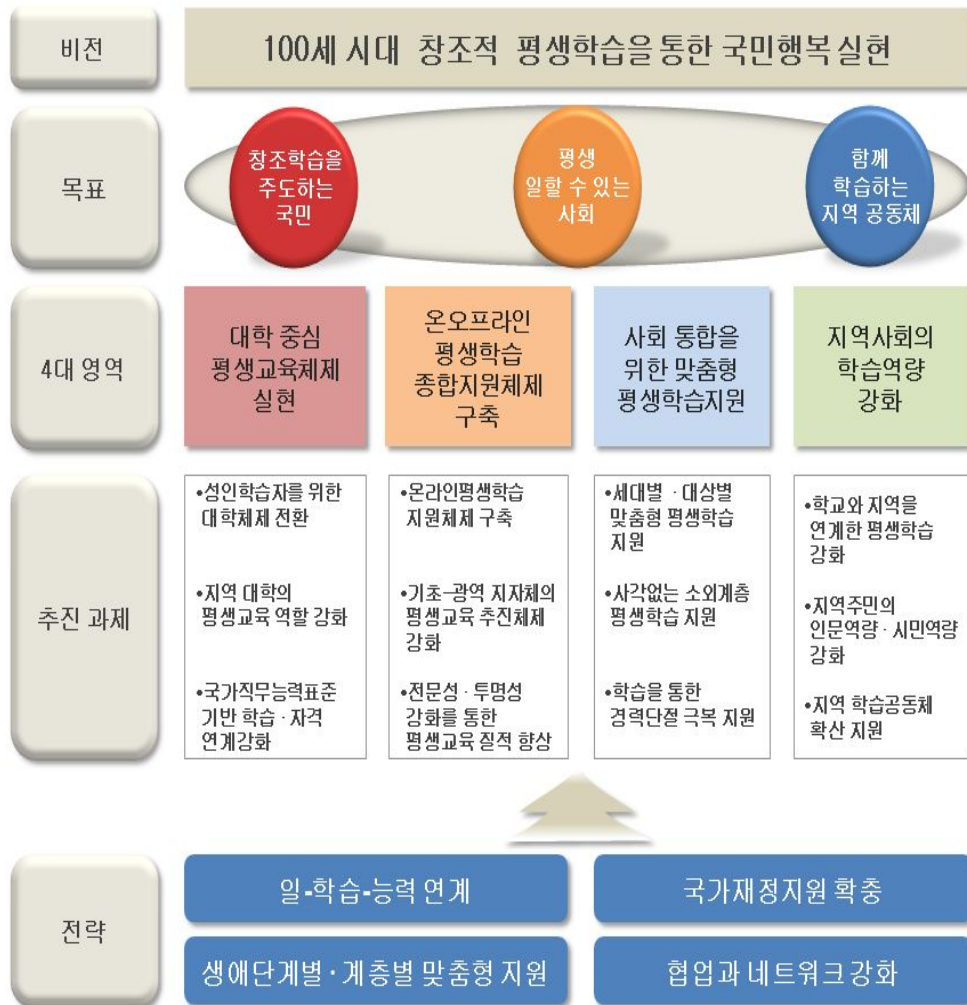 비전
100세 시대 창조적 평생학습을 통한 국민행복 실현
목표
창조학습을
주도하는
국민
평생
일할 수 있는
사회
함께
학습하는
지역 공동체
4대 영역
대학 중심
평생교육체제
실현
온오프라인
평생학습
종합지원체제
구축
사회 통합을
위한 맞춤형
평생학습지원
지역사회의
학습역량
강화
추진 과제
•성인학습자를 위한
대학체제 전환
•지역 대학의
평생교육 역할 강화
•국가직무능력표준
기반 학습·자격
연계강화
•온라인평생학습
지원체제 구축
•기초-광역 지자체의
평생교육 추진체제
강화
•전문성·투명성
강화를 통한
평생교육 질적 향상
•세대별·대상별
맞춤형 평생학습
지원
•사각없는 소외계층
평생학습 지원
•학습을 통한
경력단절 극복 지원
•학교와 지역을
연계한 평생학습
강화
•지역주민의
인문역량·시민역량
강화
•지역 학습공동체
확산 지원
전략
일-학습-능력 연계
국가재정지원 확충
생애단계별·계층별 맞춤형 지원
협업과 네트워크 강화